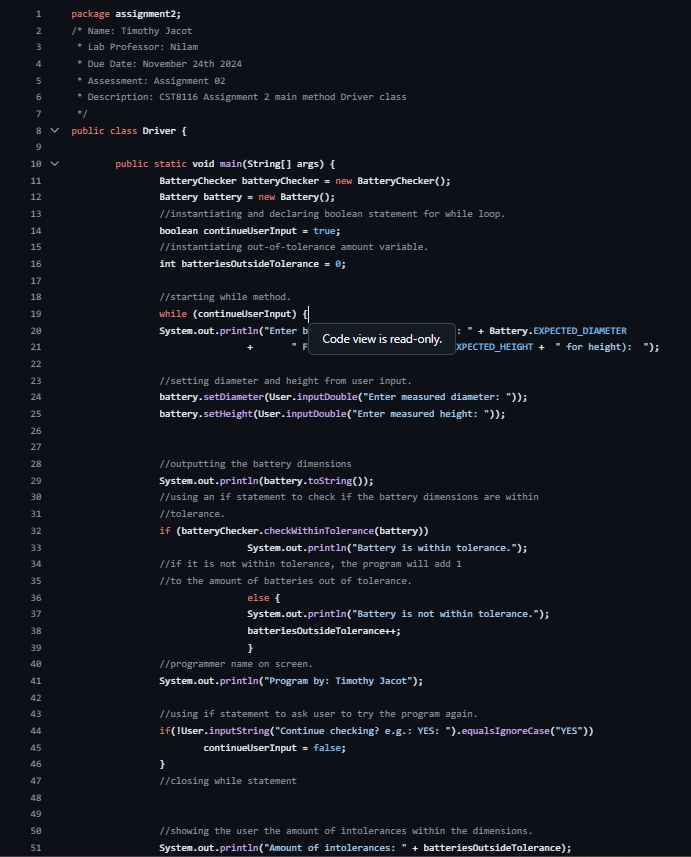 1 package assignment2;
2 /* Name: Timothy Jacot
3 * Lab Professor: Nilam
4 * Due Date: November 24th 2024
5 * Assessment: Assignment 02
6 * Description: CST8116 Assignment 2 main method Driver class
7 */
8 public class Driver {
9
10 public static void main(String[] args) {
11 BatteryChecker batteryChecker = new BatteryChecker();
12 Battery battery = new Battery();
13 //instantiating and declaring boolean statement for while loop.
14 boolean continueUserInput = true;
15 //instantiating out-of-tolerance amount variable.
16 int batteriesOutsideTolerance = 0;
17
18 //starting while method.
19 while (continueUserInput) {
20 System.out.println("Enter b : " + Battery.EXPECTED_DIAMETER
Code view is read-only.
21 + " F XPECTED_HEIGHT + " for height): ");
22
23 //setting diameter and height from user input.
24 battery.setDiameter(User.inputDouble("Enter measured diameter: "));
25 battery.setHeight(User.inputDouble("Enter measured height: "));
26
27
28 //outputting the battery dimensions
29 System.out.println(battery.toString());
30 //using an if statement to check if the battery dimensions are within
31 //tolerance.
32 if (batteryChecker.checkWithinTolerance(battery))
33 System.out.println("Battery is within tolerance.");
34 //if it is not within tolerance, the program will add 1
35 //to the amount of batteries out of tolerance.
36 else {
37 System.out.println("Battery is not within tolerance.");
38 batteriesOutsideTolerance++;
39 }
40 //programmer name on screen.
41 System.out.println("Program by: Timothy Jacot");
42
43 //using if statement to ask user to try the program again.
44 if(!User.inputString("Continue checking? e.g.: YES: ").equalsIgnoreCase("YES"))
45 continueUserInput = false;
46 }
47 //closing while statement
48
49
50 //showing the user the amount of intolerances within the dimensions.
51 System.out.println("Amount of intolerances: " + batteriesOutsideTolerance);